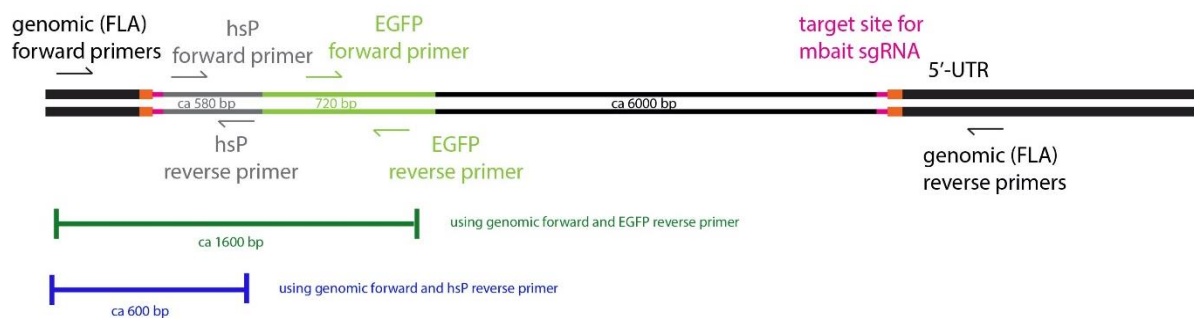 genomic (FLA)
forward primers
hsP
forward primer
EGFP
forward primer
target site for
mbait sgRNA
5'-UTR
ca 580 bp
720 bp
ca 6000 bp
hsP
reverse primer
EGFP
reverse primer
genomic (FLA)
reverse primers
ca 1600 bp
using genomic forward and EGFP reverse primer
ca 600 bp
using genomic forward and hsP reverse primer